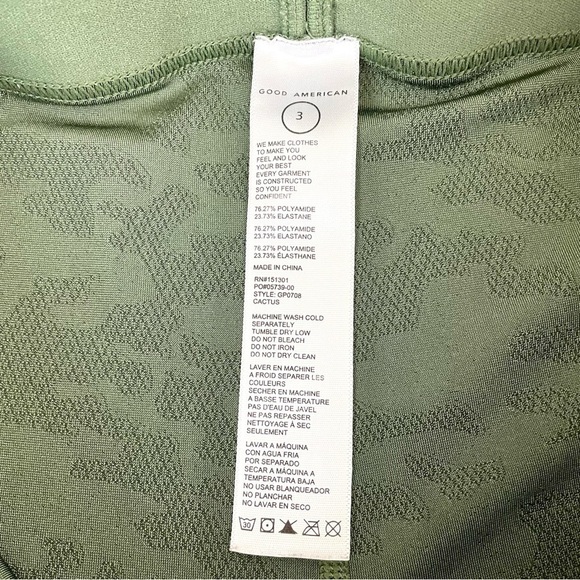 GOOD AMERICAN
3
WE MAKE CLOTHES
TO MAKE YOU
FEEL AND LOOK
YOUR BEST
EVERY GARMENT
IS CONSTRUCTED
SO YOU FEEL
CONFIDENT
76.27% POLYAMIDE
23.73% ELASTANE
76.27% POLYAMIDE
23.73% ELASTANO
76.27% POLYAMIDE
23.73% ÉLASTHANE
MADE IN CHINA
RN#151301
PO#05739-00
STYLE: GP0708
CACTUS
MACHINE WASH COLD
SEPARATELY
TUMBLE DRY LOW
DO NOT BLEACH
DO NOT IRON
DO NOT DRY CLEAN
LAVER EN MACHINE
A FROID SEPARER LES
COULEURS
SECHER EN MACHINE
A BASSE TEMPERATURE
PAS D'EAU DE JAVEL
NE PAS REPASSER
NETTOYAGE À SEC
SEULEMENT
LAVAR A MÁQUINA
CON AGUA FRIA
POR SEPARADO
SECAR A MÁQUINA A
TEMPERATURA BAJA
NO USAR BLANQUEADOR
NO PLANCHAR
NO LAVAR EN SECO
30